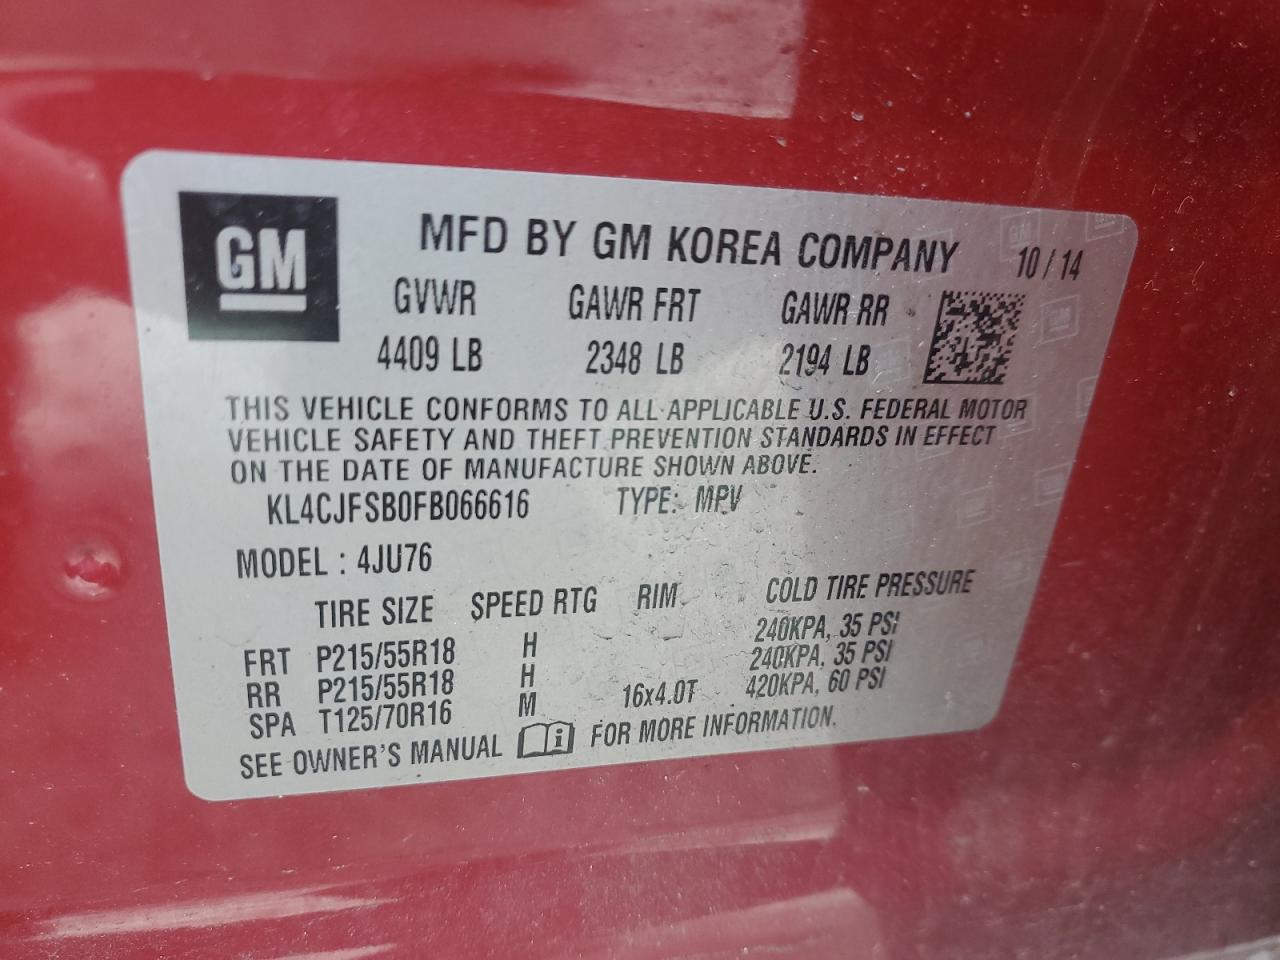 GM
MFD BY GM KOREA COMPANY 10/14
GVWR GAWR FRT GAWR RR
4409 LB 2348 LB 2194 LB
THIS VEHICLE CONFORMS TO ALL APPLICABLE U.S. FEDERAL MOTOR
VEHICLE SAFETY AND THEFT PREVENTION STANDARDS IN EFFECT
ON THE DATE OF MANUFACTURE SHOWN ABOVE.
KL4CJFSB0FB066616 TYPE: MPV
MODEL : 4JU76
TIRE SIZE SPEED RTG RIM COLD TIRE PRESSURE
FRT P215/55R18 H 240KPA, 35 PSI
RR P215/55R18 H 240KPA, 35 PSI
SPA T125/70R16 M 16x4.0T 420KPA, 60 PSI
SEE OWNER'S MANUAL i FOR MORE INFORMATION.